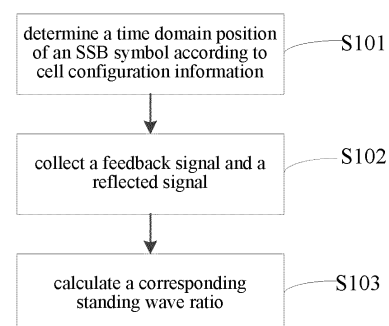 determine a time domain position
of an SSB symbol according to
cell configuration information
S101
collect a feedback signal and a
reflected signal
S102
calculate a corresponding
standing wave ratio
S103